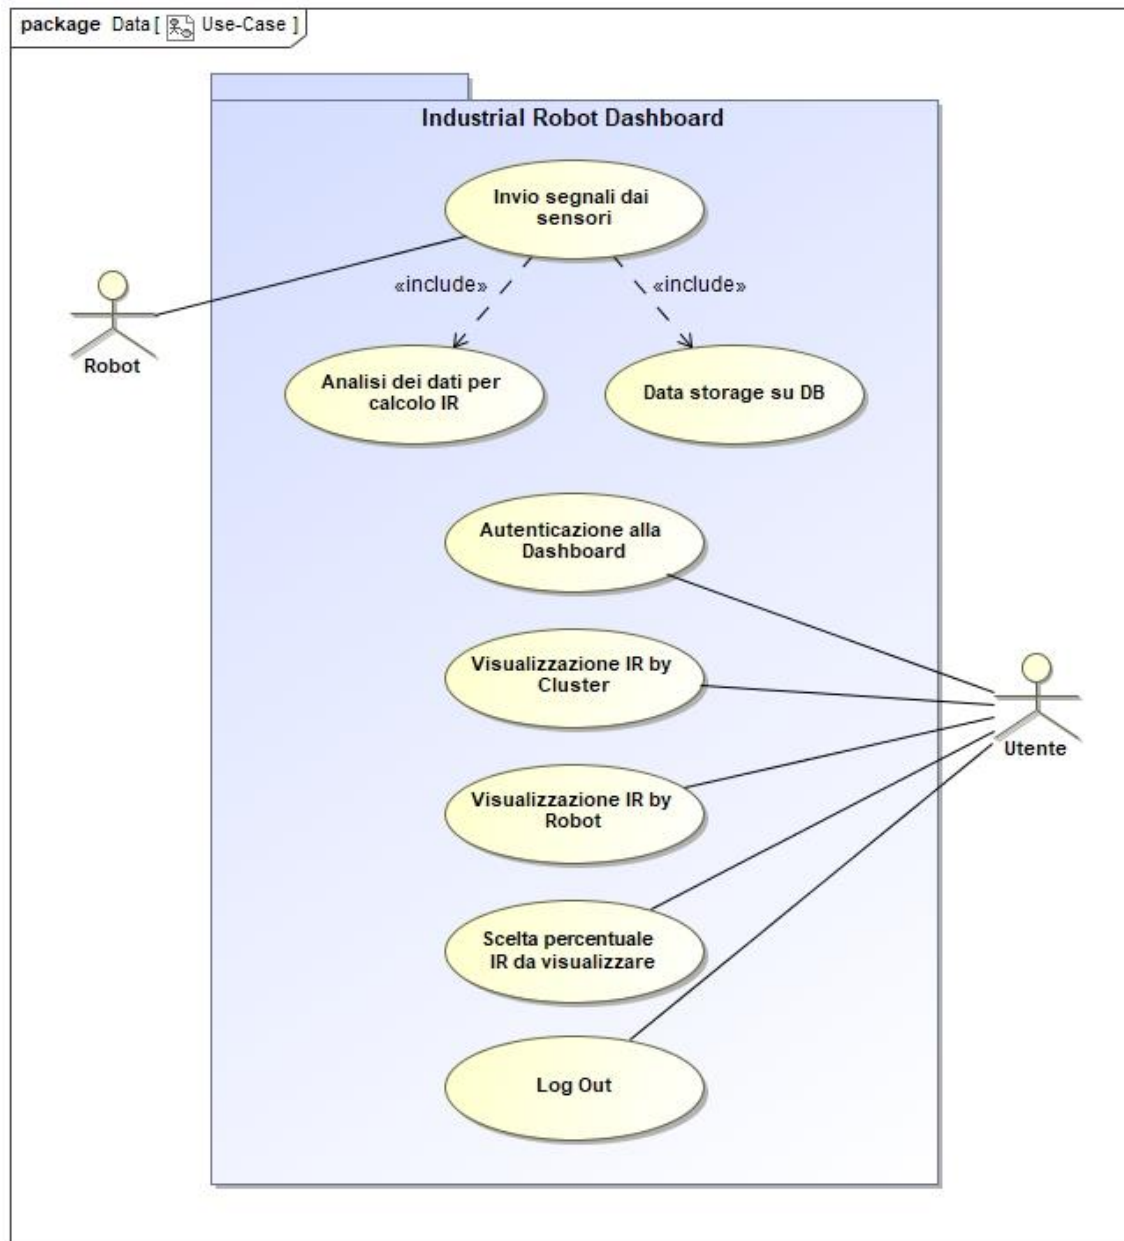 package Data [ Use-Case ]
Industrial Robot Dashboard
Invio segnali dai
sensori
«include»
«include»
Robot
Analisi dei dati per
calcolo IR
Data storage su DB
Autenticazione alla
Dashboard
Visualizzazione IR by
Cluster
Utente
Visualizzazione IR by
Robot
Scelta percentuale
IR da visualizzare
Log Out